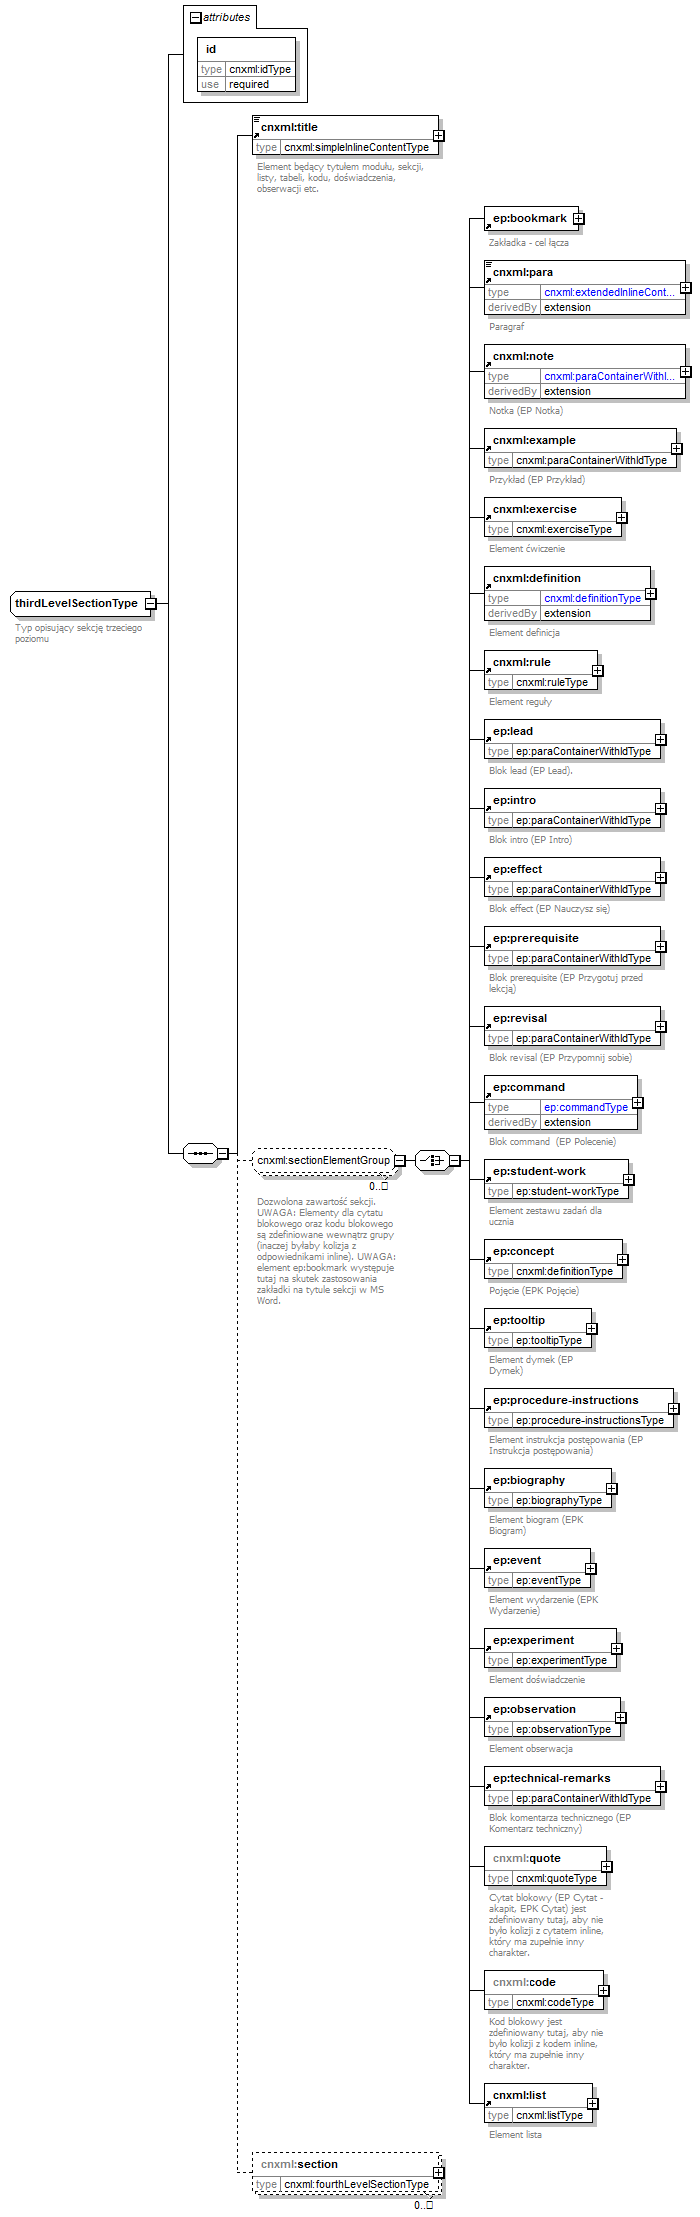 attributes
id
type cnxml:idType
use required
cnxml:title
type cnxml:simpleInlineContentType
Element będący tytułem modułu, sekcji,
listy, tabeli, kodu, doświadczenia,
obserwacji etc.
ep:bookmark
Zakładka - cel łącza
cnxml:para
type cnxml:extendedInlineCont...
derivedBy extension
Paragraf
cnxml:note
type cnxml:paraContainerWithI...
derivedBy extension
Notka (EP Notka)
cnxml:example
type cnxml:paraContainerWithIdType
Przykład (EP Przykład)
cnxml:exercise
type cnxml:exerciseType
Element ćwiczenie
cnxml:definition
type cnxml:definitionType
derivedBy extension
Element definicja
thirdLevelSectionType
Typ opisujący sekcję trzeciego
poziomu
cnxml:rule
type cnxml:ruleType
Element reguły
ep:lead
type ep:paraContainerWithIdType
Blok lead (EP Lead).
ep:intro
type ep:paraContainerWithIdType
Blok intro (EP Intro)
ep:effect
type ep:paraContainerWithIdType
Blok effect (EP Nauczysz się)
ep:prerequisite
type ep:paraContainerWithIdType
Blok prerequisite (EP Przygotuj przed
lekcją)
ep:revisal
type ep:paraContainerWithIdType
Blok revisal (EP Przypomnij sobie)
ep:command
type ep:commandType
derivedBy extension
Blok command (EP Polecenie)
cnxml:sectionElementGroup
0..□
Dozwolona zawartość sekcji.
UWAGA: Elementy dla cytatu
blokowego oraz kodu blokowego
są zdefiniowane wewnątrz grupy
(inaczej byłaby kolizja z
odpowiednikami inline). UWAGA:
element ep:bookmark występuje
tutaj na skutek zastosowania
zakładki na tytule sekcji w MS
Word.
ep:student-work
type ep:student-workType
Element zestawu zadań dla
ucznia
ep:concept
type cnxml:definitionType
Pojęcie (EPK Pojęcie)
ep:tooltip
type ep:tooltipType
Element dymek (EP
Dymek)
ep:procedure-instructions
type ep:procedure-instructionsType
Element instrukcja postępowania (EP
Instrukcja postępowania)
ep:biography
type ep:biographyType
Element biogram (EPK
Biogram)
ep:event
type ep:eventType
Element wydarzenie (EPK
Wydarzenie)
ep:experiment
type ep:experimentType
Element doświadczenie
ep:observation
type ep:observationType
Element obserwacja
ep:technical-remarks
type ep:paraContainerWithIdType
Blok komentarza technicznego (EP
Komentarz techniczny)
cnxml:quote
type cnxml:quoteType
Cytat blokowy (EP Cytat -
akapit, EPK Cytat) jest
zdefiniowany tutaj, aby nie
było kolizji z cytatem inline,
który ma zupełnie inny
charakter.
cnxml:code
type cnxml:codeType
Kod blokowy jest
zdefiniowany tutaj, aby nie
było kolizji z kodem inline,
który ma zupełnie inny
charakter.
cnxml:list
type cnxml:listType
Element lista
cnxml:section
type cnxml:fourthLevelSectionType
0..□